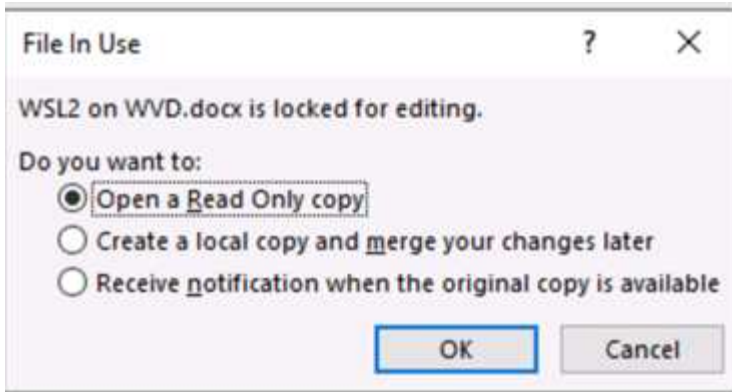 File In Use
?
WSL2 on WVD.docx is locked for editing.
Do you want to:
Open a Read Only copy
Create a local copy and merge your changes later
Receive notification when the original copy is available
OK
Cancel